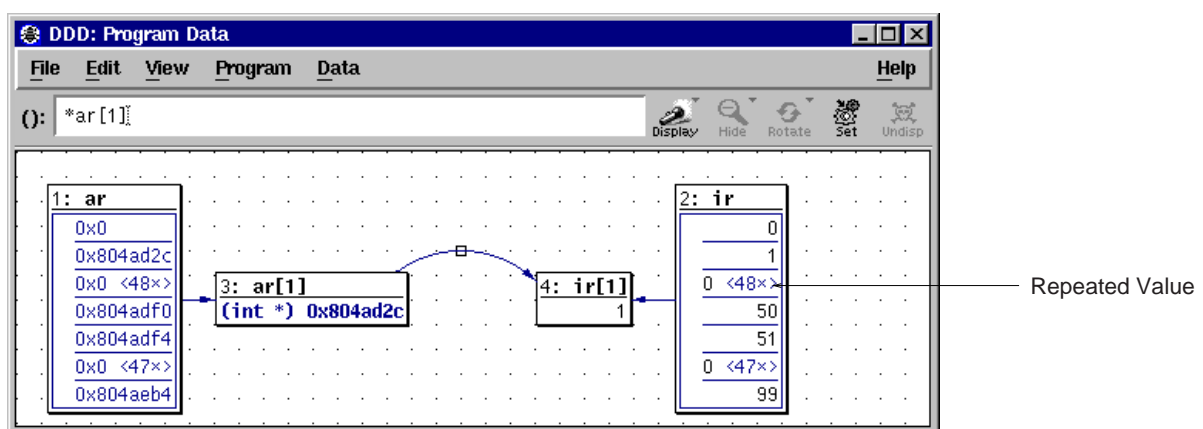 DDD: Program Data
File Edit View Program Data Help
(): *ar[1]
Display Hide Rotate Set Undisp
1: ar
0x0
0x804ad2c
0x0 <48×>
0x804adf0
0x804adf4
0x0 <47×>
0x804aeb4
3: ar[1]
(int *) 0x804ad2c
4: ir[1]
1
2: ir
0
1
0 <48×>
50
51
0 <47×>
99
Repeated Value